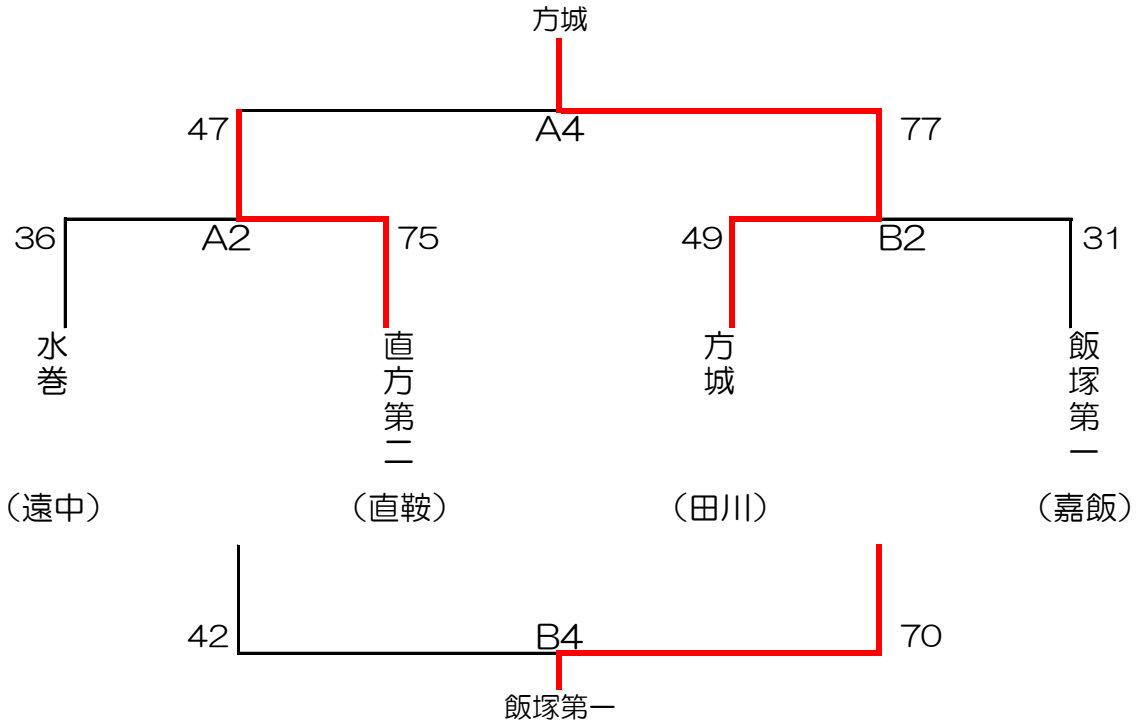 方城
47 A4 77
36 A2 75 49 B2 31
水巻 直方第二 方城 飯塚第一
（遠中） （直鞍） （田川） （嘉飯）
42 B4 70
飯塚第一